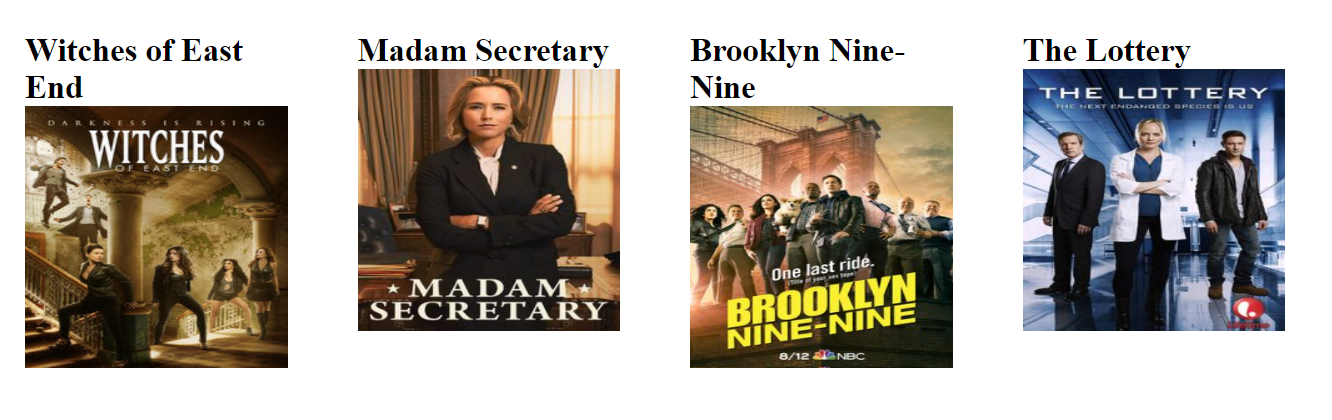 Witches of East
End
DARKNESS IS RISING
WITCHES
OF EAST END
Madam Secretary
MADAM
SECRETARY
Brooklyn Nine-
Nine
One last ride.
(Title of your sex tape)
BROOKLYN
NINE-NINE
8/12 NBC
The Lottery
THE LOTTERY
THE NEXT ENDANGED SPECIES IS US
Lifetime